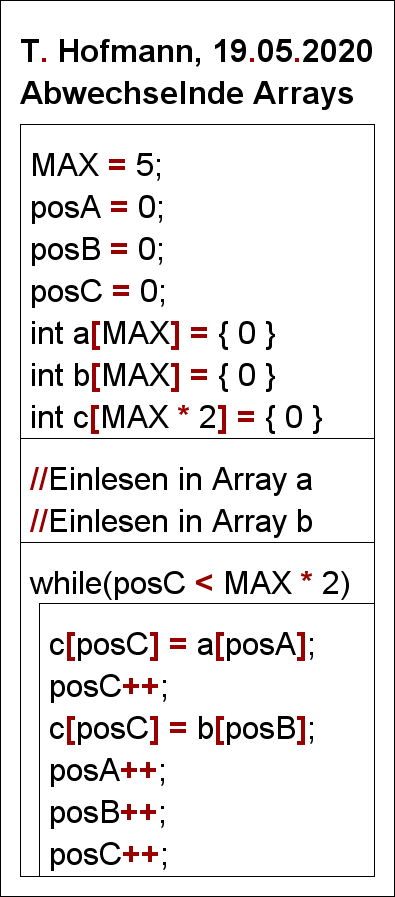 T. Hofmann, 19.05.2020
Abwechselnde Arrays
MAX = 5;
posA = 0;
posB = 0;
posC = 0;
int a[MAX] = { 0 }
int b[MAX] = { 0 }
int c[MAX * 2] = { 0 }
//Einlesen in Array a
//Einlesen in Array b
while(posC < MAX * 2)
c[posC] = a[posA];
posC++;
c[posC] = b[posB];
posA++;
posB++;
posC++;